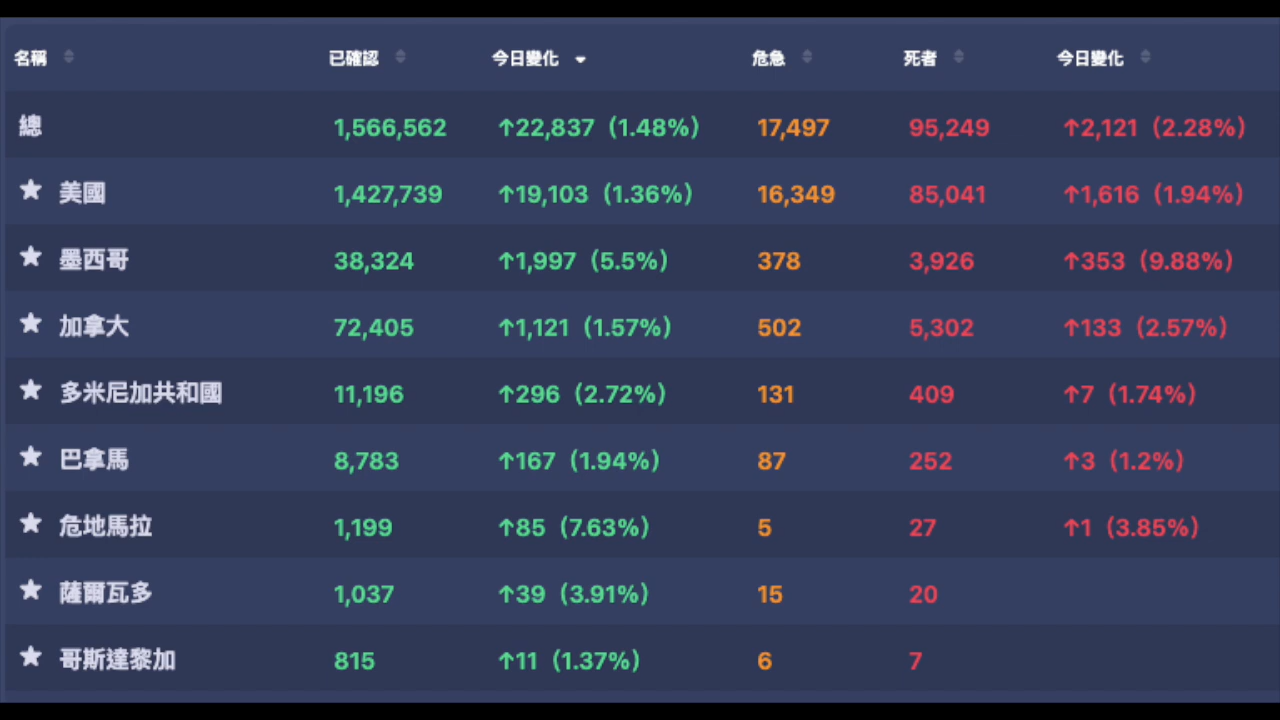 名稱 已確認 今日變化 危急 死者 今日變化
總 1,566,562 ↑22,837 (1.48%) 17,497 95,249 ↑2,121 (2.28%)
★ 美國 1,427,739 ↑19,103 (1.36%) 16,349 85,041 ↑1,616 (1.94%)
★ 墨西哥 38,324 ↑1,997 (5.5%) 378 3,926 ↑353 (9.88%)
★ 加拿大 72,405 ↑1,121 (1.57%) 502 5,302 ↑133 (2.57%)
★ 多米尼加共和國 11,196 ↑296 (2.72%) 131 409 ↑7 (1.74%)
★ 巴拿馬 8,783 ↑167 (1.94%) 87 252 ↑3 (1.2%)
★ 危地馬拉 1,199 ↑85 (7.63%) 5 27 ↑1 (3.85%)
★ 薩爾瓦多 1,037 ↑39 (3.91%) 15 20
★ 哥斯達黎加 815 ↑11 (1.37%) 6 7